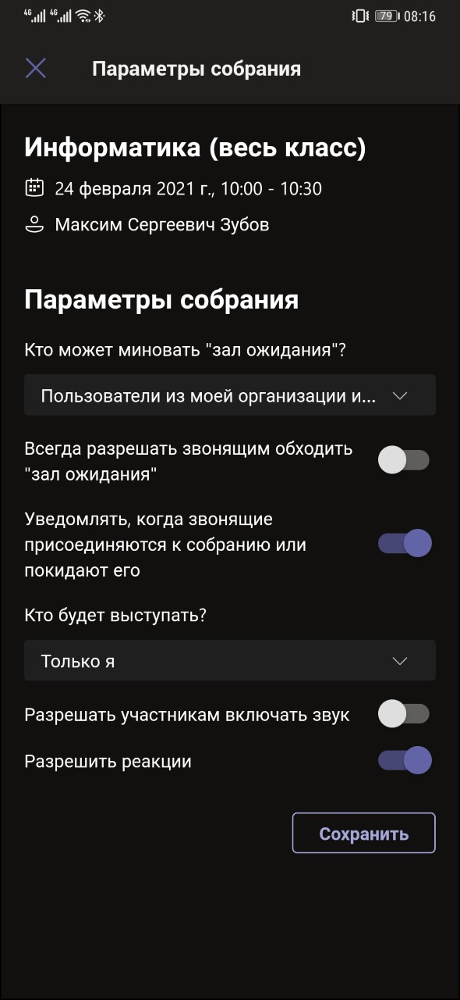 4G 4G 79 08:16
Параметры собрания
Информатика (весь класс)
24 февраля 2021 г., 10:00 - 10:30
Максим Сергеевич Зубов
Параметры собрания
Кто может миновать "зал ожидания"?
Пользователи из моей организации и...
Всегда разрешать звонящим обходить
"зал ожидания"
Уведомлять, когда звонящие
присоединяются к собранию или
покидают его
Кто будет выступать?
Только я
Разрешать участникам включать звук
Разрешить реакции
Сохранить